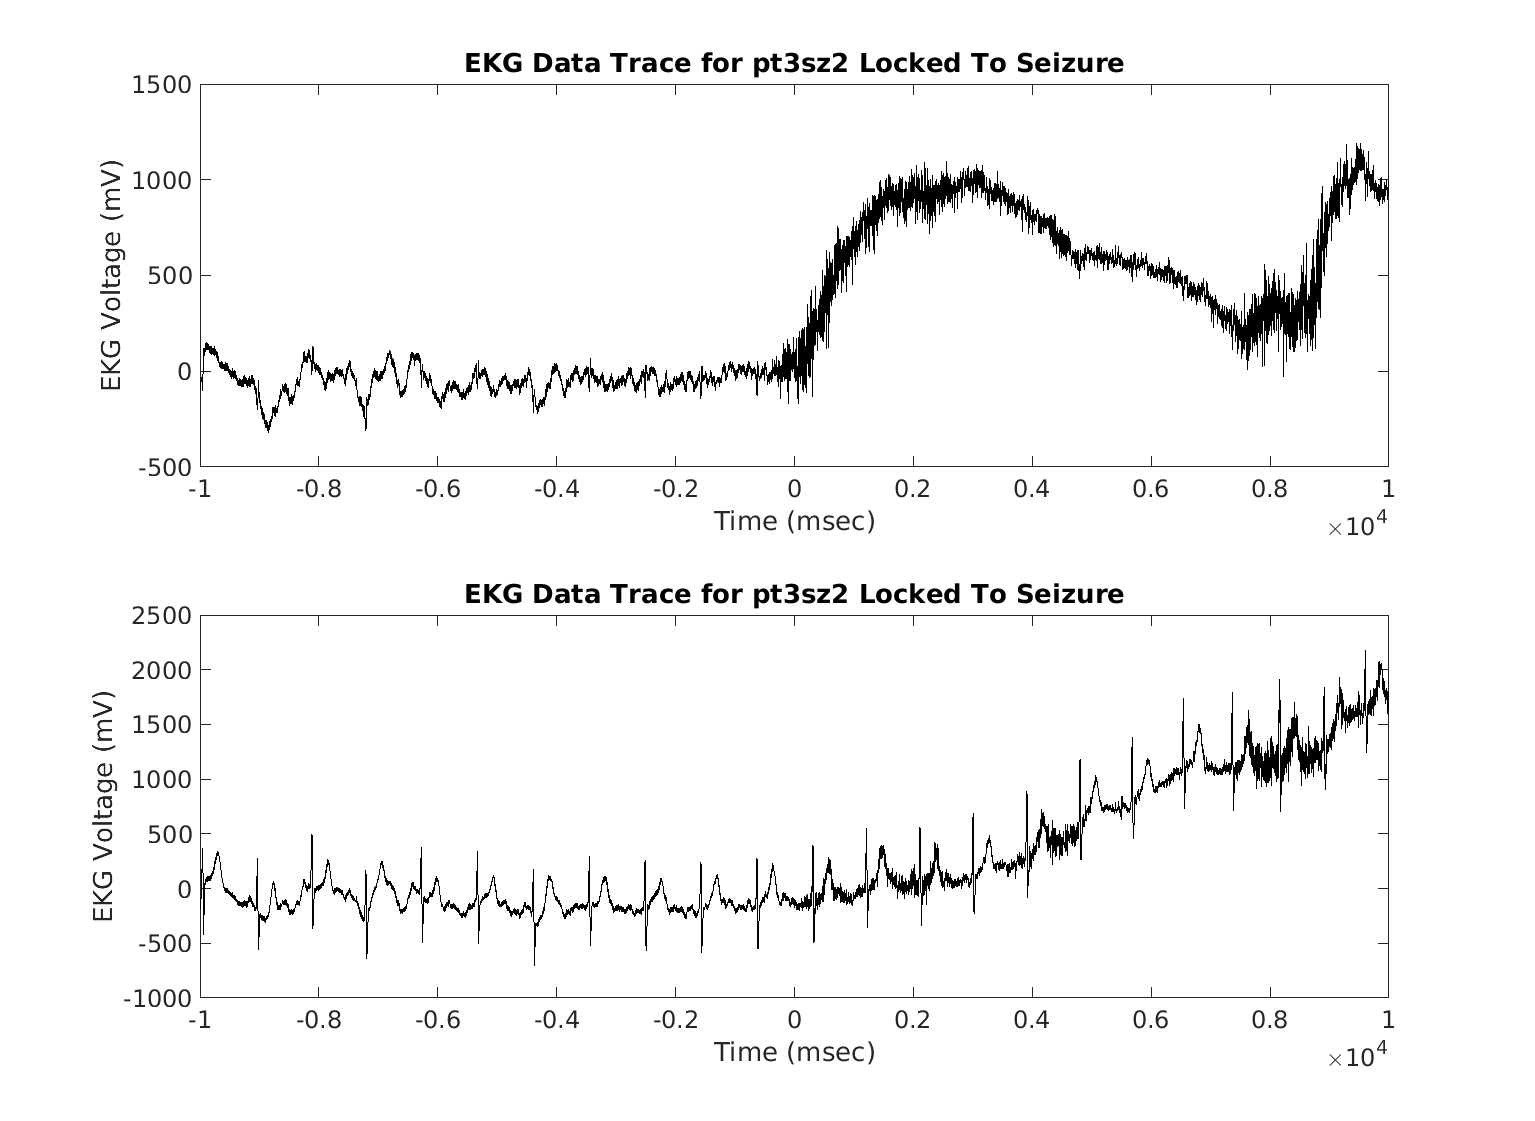 EKG Data Trace for pt3sz2 Locked To Seizure
1500
1000
500
0
-500
EKG Voltage (mV)
-1 -0.8 -0.6 -0.4 -0.2 0 0.2 0.4 0.6 0.8 1
Time (msec)
×10^4
EKG Data Trace for pt3sz2 Locked To Seizure
2500
2000
1500
1000
500
0
-500
-1000
EKG Voltage (mV)
-1 -0.8 -0.6 -0.4 -0.2 0 0.2 0.4 0.6 0.8 1
Time (msec)
×10^4